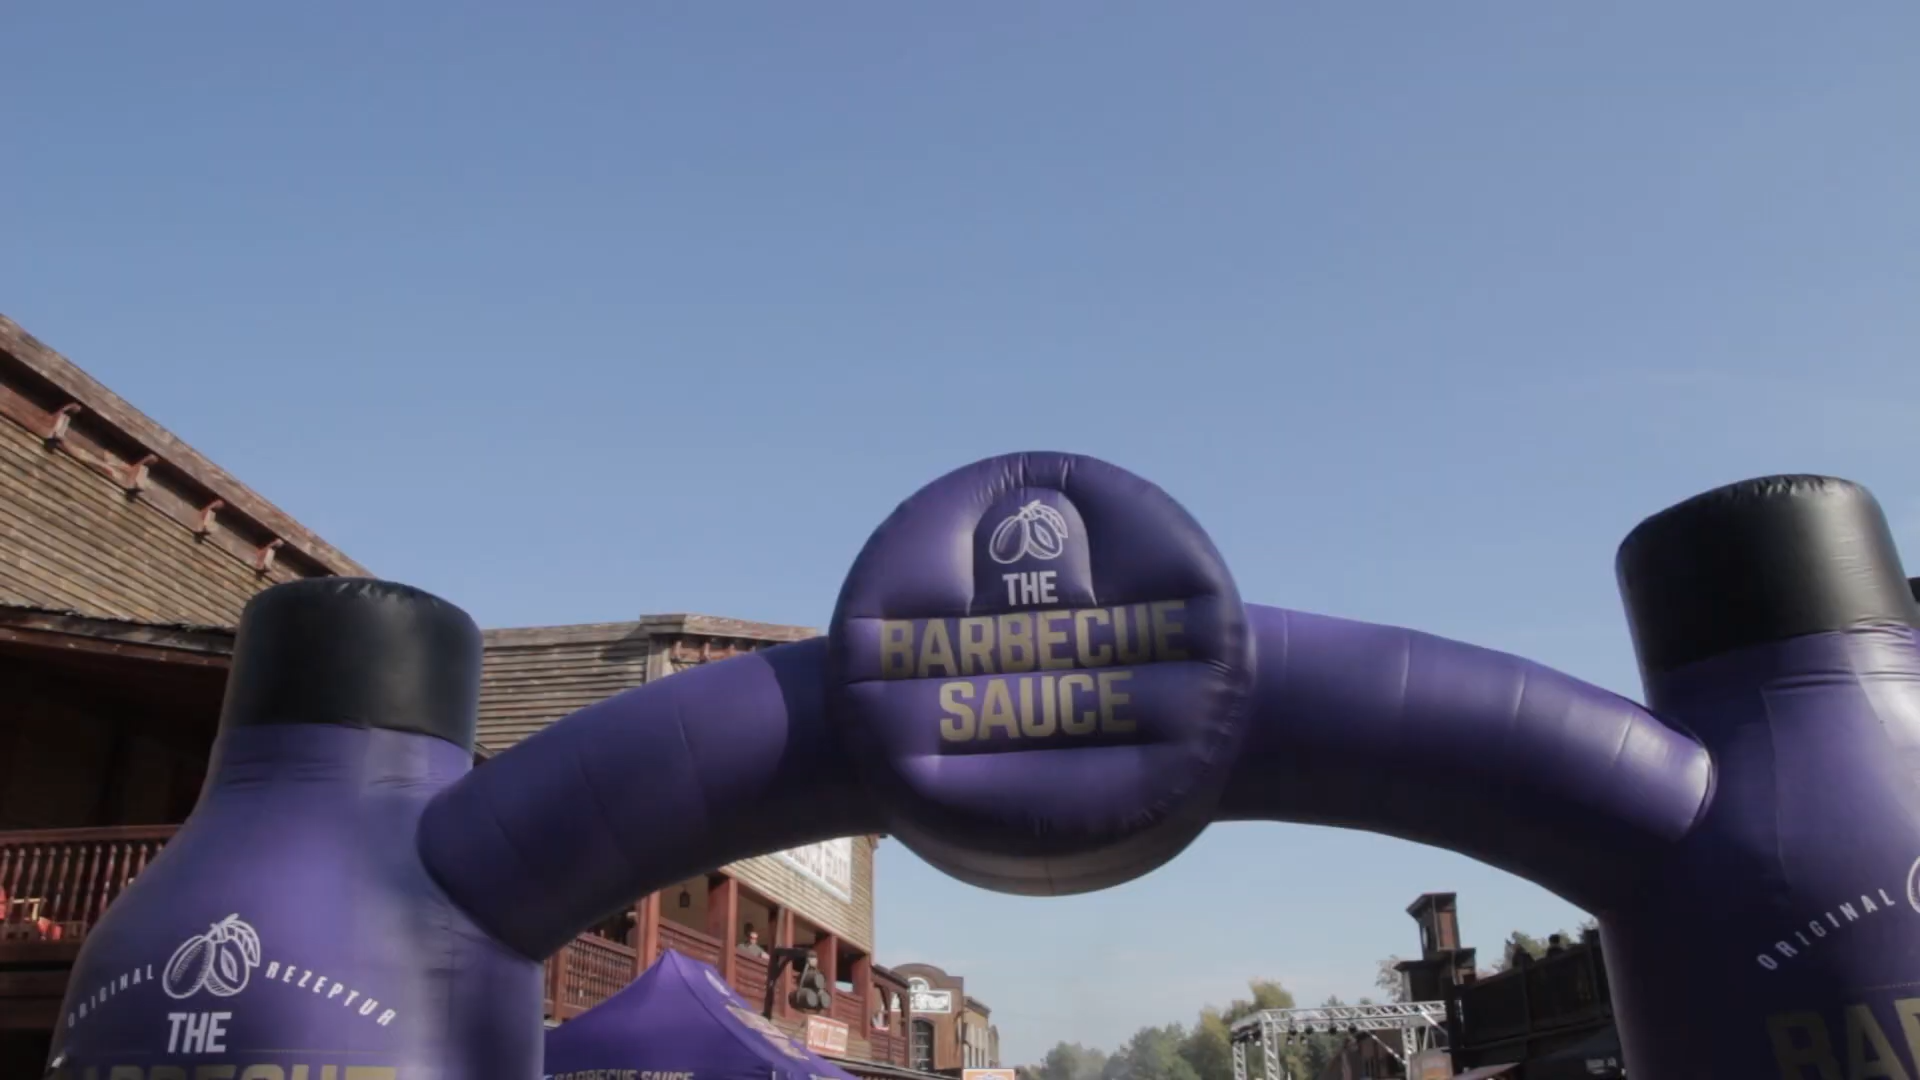 THE
BARBECUE
SAUCE
ORIGINAL REZEPTUR
THE
BARBECUE SAUCE
ORIGINAL